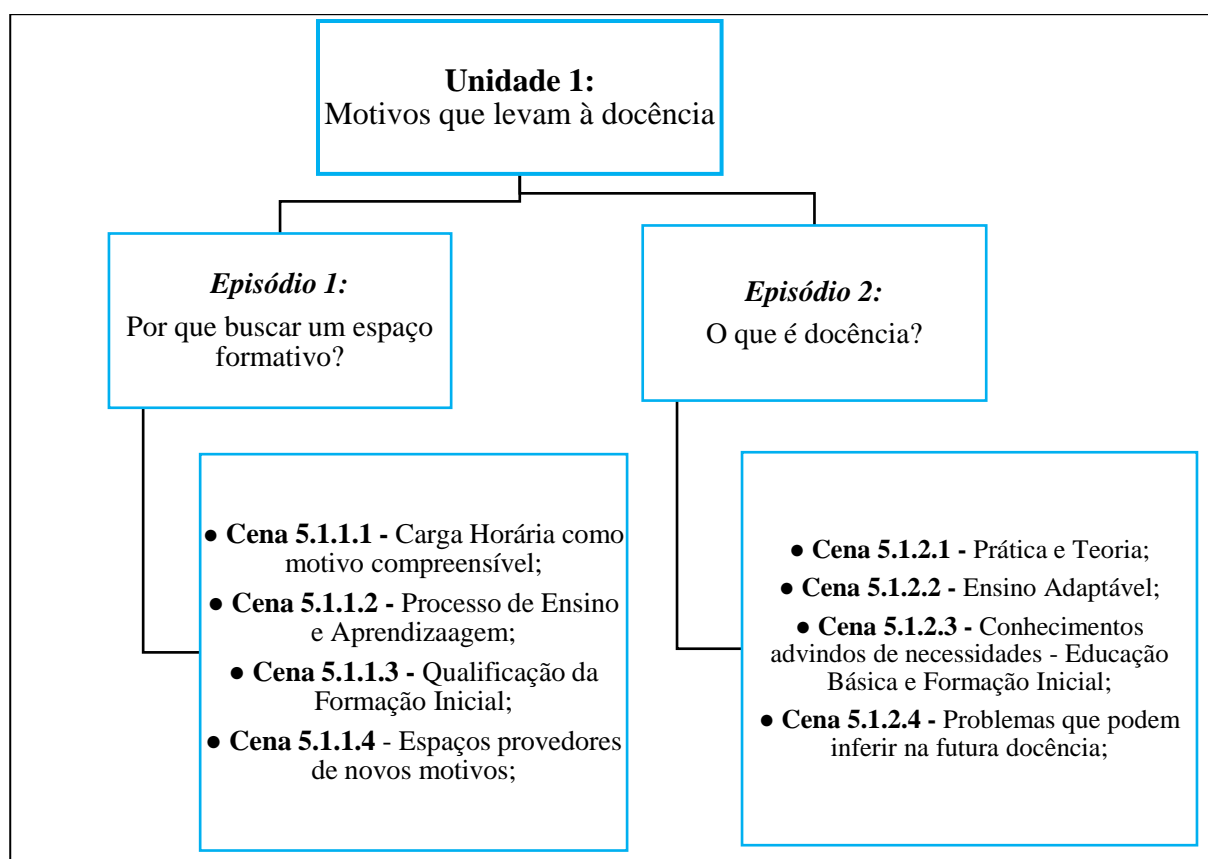 Unidade 1:
Motivos que levam à docência
Episódio 1:
Por que buscar um espaço
formativo?
Episódio 2:
O que é docência?
● Cena 5.1.1.1 - Carga Horária como
motivo compreensível;
● Cena 5.1.1.2 - Processo de Ensino
e Aprendizaagem;
● Cena 5.1.1.3 - Qualificação da
Formação Inicial;
● Cena 5.1.1.4 - Espaços provedores
de novos motivos;
● Cena 5.1.2.1 - Prática e Teoria;
● Cena 5.1.2.2 - Ensino Adaptável;
● Cena 5.1.2.3 - Conhecimentos
advindos de necessidades - Educação
Básica e Formação Inicial;
● Cena 5.1.2.4 - Problemas que podem
inferir na futura docência;